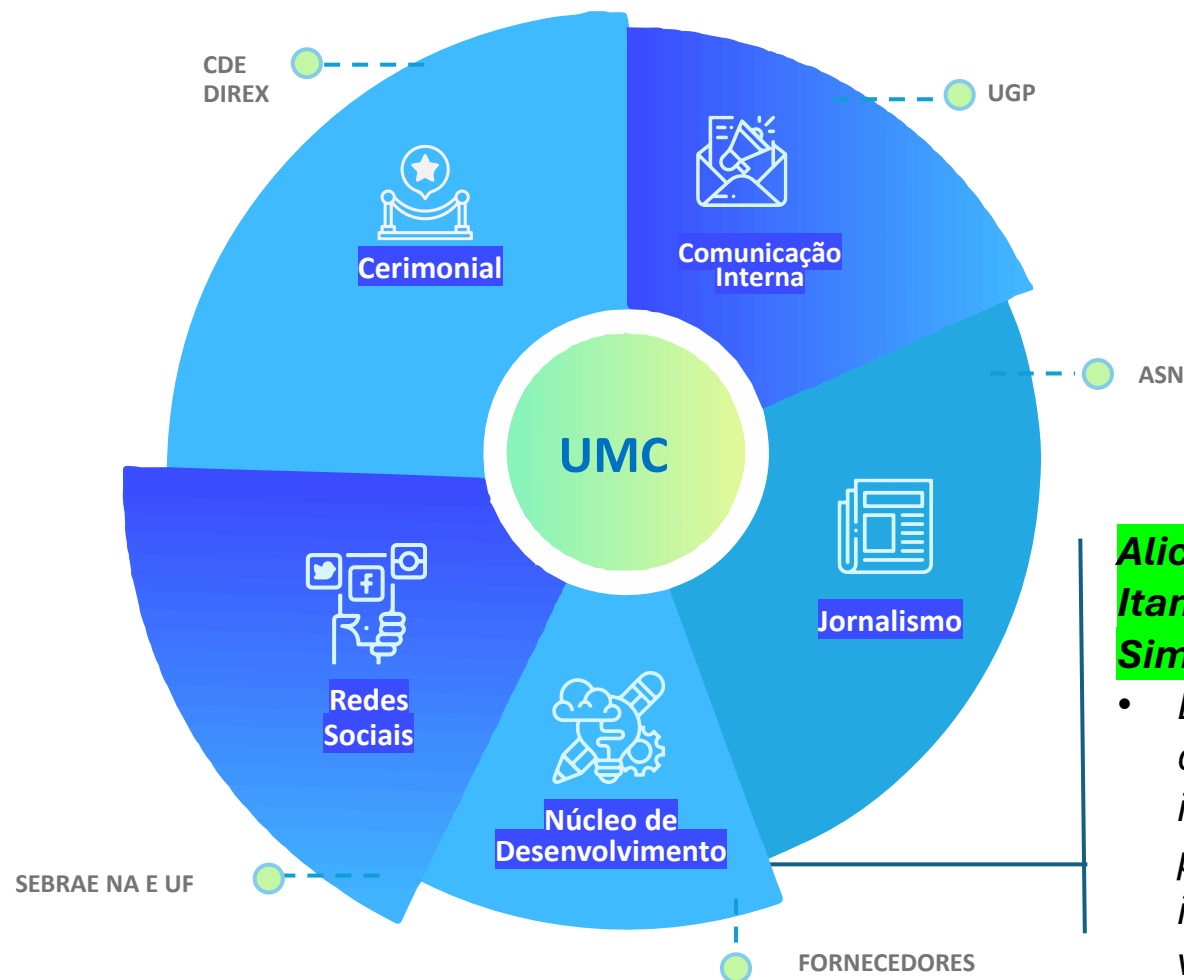 CDE
DIREX
UGP
Comunicação
Interna
Cerimonial
ASN
UMC
Jornalismo
Redes
Sociais
Núcleo de
Desenvolvimento
SEBRAE NA E UF
FORNECEDORES